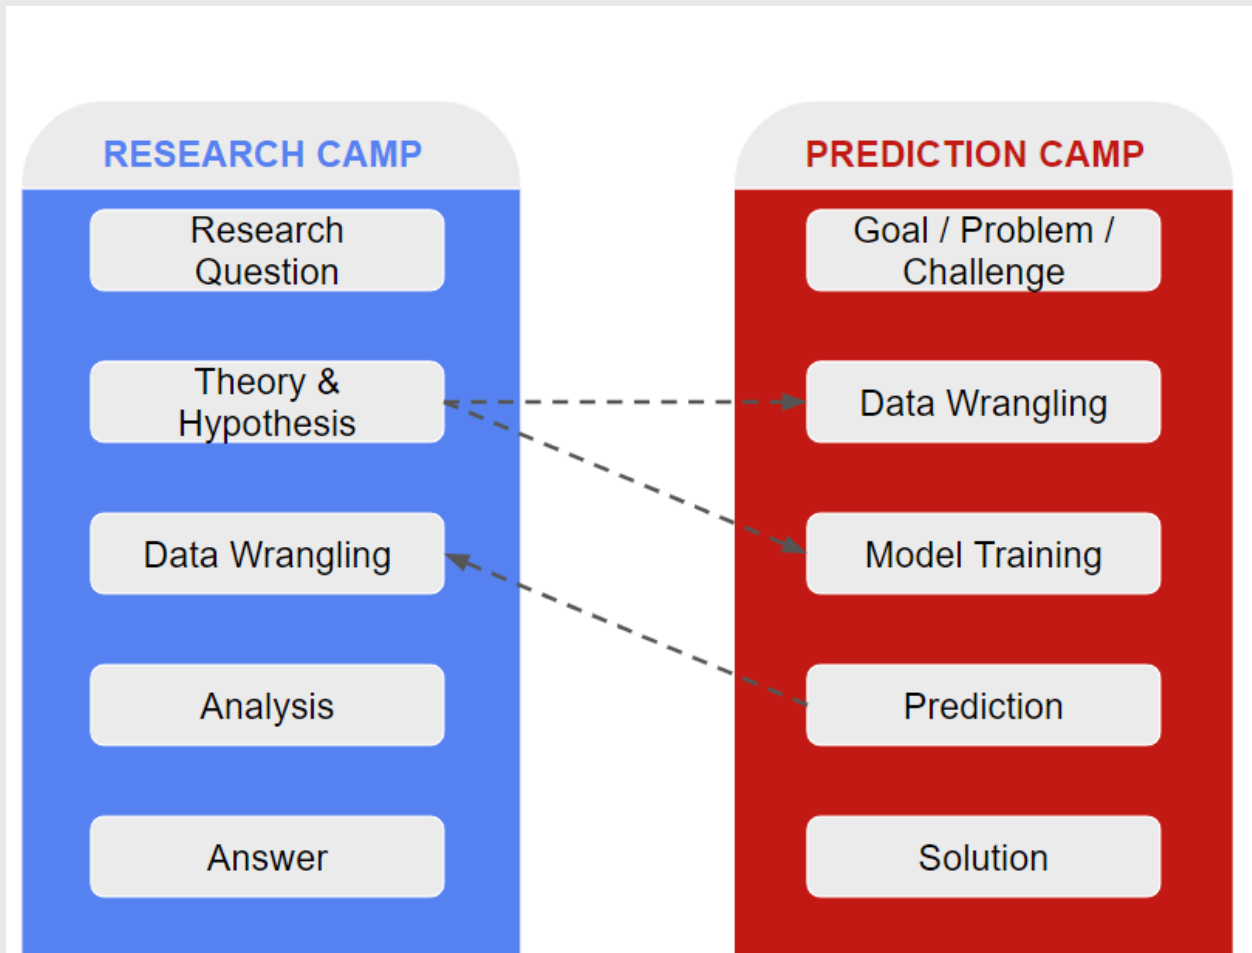 RESEARCH CAMP
Research
Question
Theory &
Hypothesis
Data Wrangling
Analysis
Answer
PREDICTION CAMP
Goal / Problem /
Challenge
Data Wrangling
Model Training
Prediction
Solution